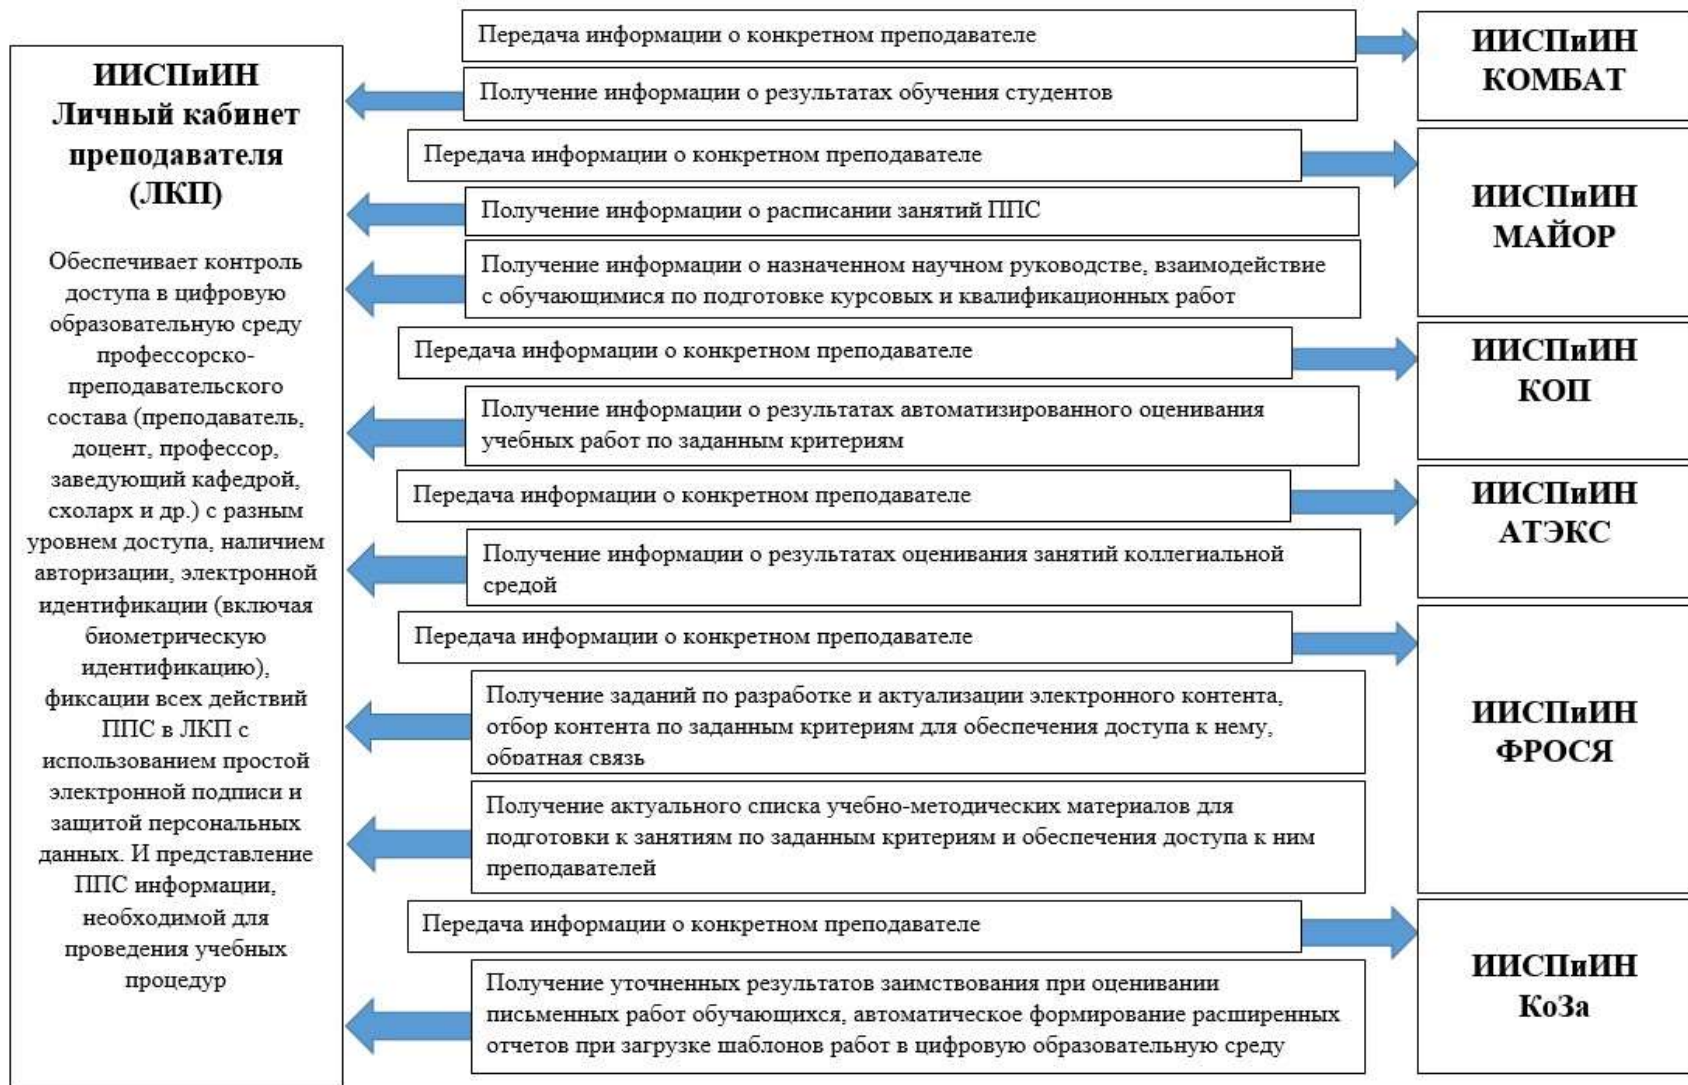 ИИСПиИН
Личный кабинет
преподавателя
(ЛКП)
Обеспечивает контроль
доступа в цифровую
образовательную среду
профессорско-
преподавательского
состава (преподаватель,
доцент, профессор,
заведующий кафедрой,
схоларх и др.) с разным
уровнем доступа, наличием
авторизации, электронной
идентификации (включая
биометрическую
идентификацию),
фиксации всех действий
ППС в ЛКП с
использованием простой
электронной подписи и
защитой персональных
данных. И представление
ППС информации,
необходимой для
проведения учебных
процедур
Передача информации о конкретном преподавателе
Получение информации о результатах обучения студентов
ИИСПиИН
КОМБАТ
Передача информации о конкретном преподавателе
Получение информации о расписании занятий ППС
Получение информации о назначенном научном руководстве, взаимодействие
с обучающимися по подготовке курсовых и квалификационных работ
ИИСПиИН
МАЙОР
Передача информации о конкретном преподавателе
Получение информации о результатах автоматизированного оценивания
учебных работ по заданным критериям
ИИСПиИН
КОП
Передача информации о конкретном преподавателе
Получение информации о результатах оценивания занятий коллегиальной
средой
ИИСПиИН
АТЭКС
Передача информации о конкретном преподавателе
Получение заданий по разработке и актуализации электронного контента,
отбор контента по заданным критериям для обеспечения доступа к нему,
обратная связь
Получение актуального списка учебно-методических материалов для
подготовки к занятиям по заданным критериям и обеспечения доступа к ним
преподавателей
ИИСПиИН
ФРОСЯ
Передача информации о конкретном преподавателе
Получение уточненных результатов заимствования при оценивании
письменных работ обучающихся, автоматическое формирование расширенных
отчетов при загрузке шаблонов работ в цифровую образовательную среду
ИИСПиИН
КоЗа